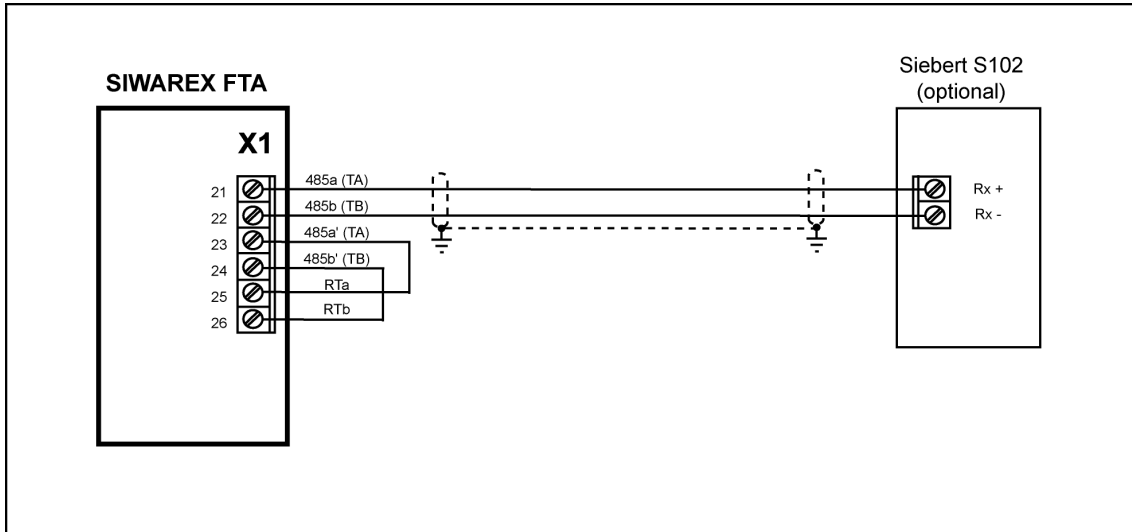 SIWAREX FTA
X1
21
22
23
24
25
26
485a (TA)
485b (TB)
485a' (TA)
485b' (TB)
RTa
RTb
Siebert S102
(optional)
Rx +
Rx -